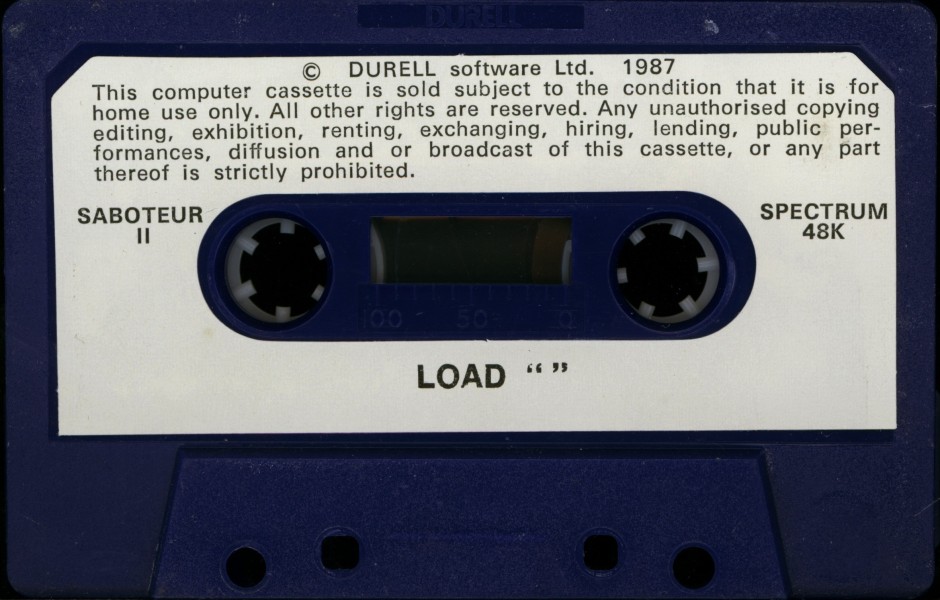 DURELL
© DURELL software Ltd. 1987
This computer cassette is sold subject to the condition that it is for
home use only. All other rights are reserved. Any unauthorised copying
editing, exhibition, renting, exchanging, hiring, lending, public per-
formances, diffusion and or broadcast of this cassette, or any part
thereof is strictly prohibited.
SABOTEUR
II
SPECTRUM
48K
100 50 0
LOAD “ ”